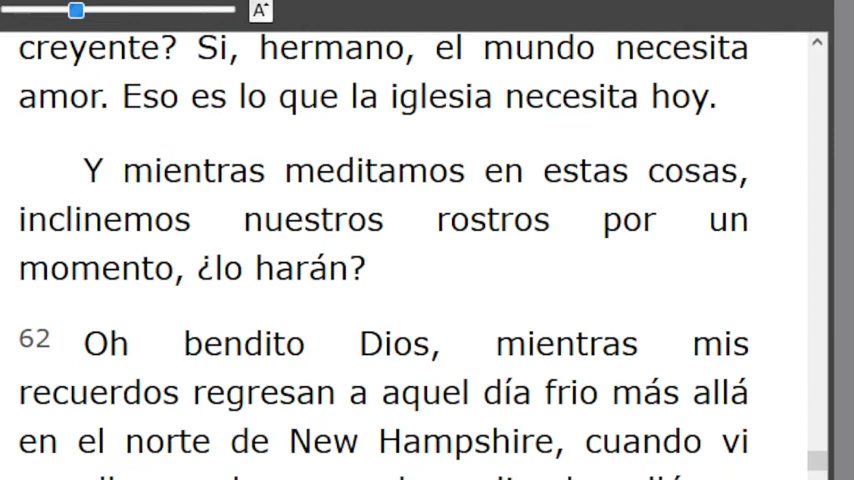 A
creyente? Si, hermano, el mundo necesita
amor. Eso es lo que la iglesia necesita hoy.
Y mientras meditamos en estas cosas,
inclinemos nuestros rostros por un
momento, ¿lo harán?
62 Oh bendito Dios, mientras mis
recuerdos regresan a aquel día frio más allá
en el norte de New Hampshire, cuando vi